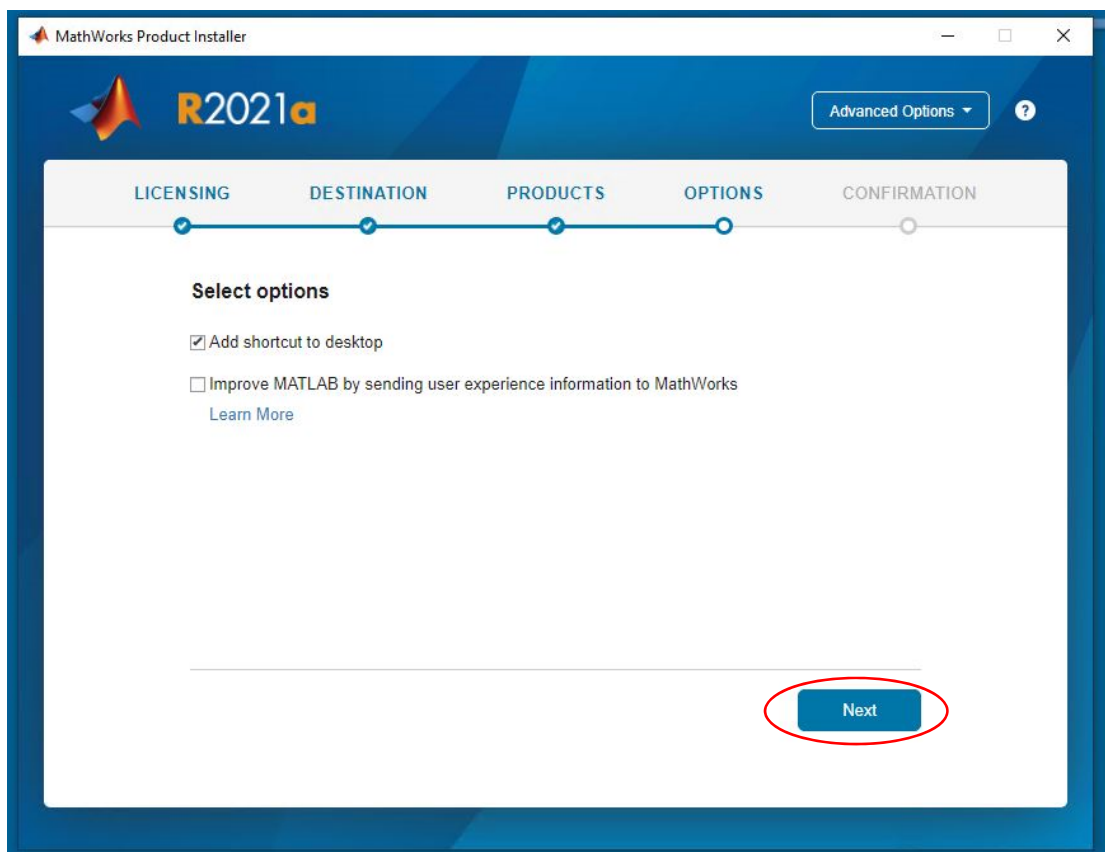 MathWorks Product Installer
R2021a
Advanced Options
?
LICENSING DESTINATION PRODUCTS OPTIONS CONFIRMATION
Select options
Add shortcut to desktop
Improve MATLAB by sending user experience information to MathWorks
Learn More
Next